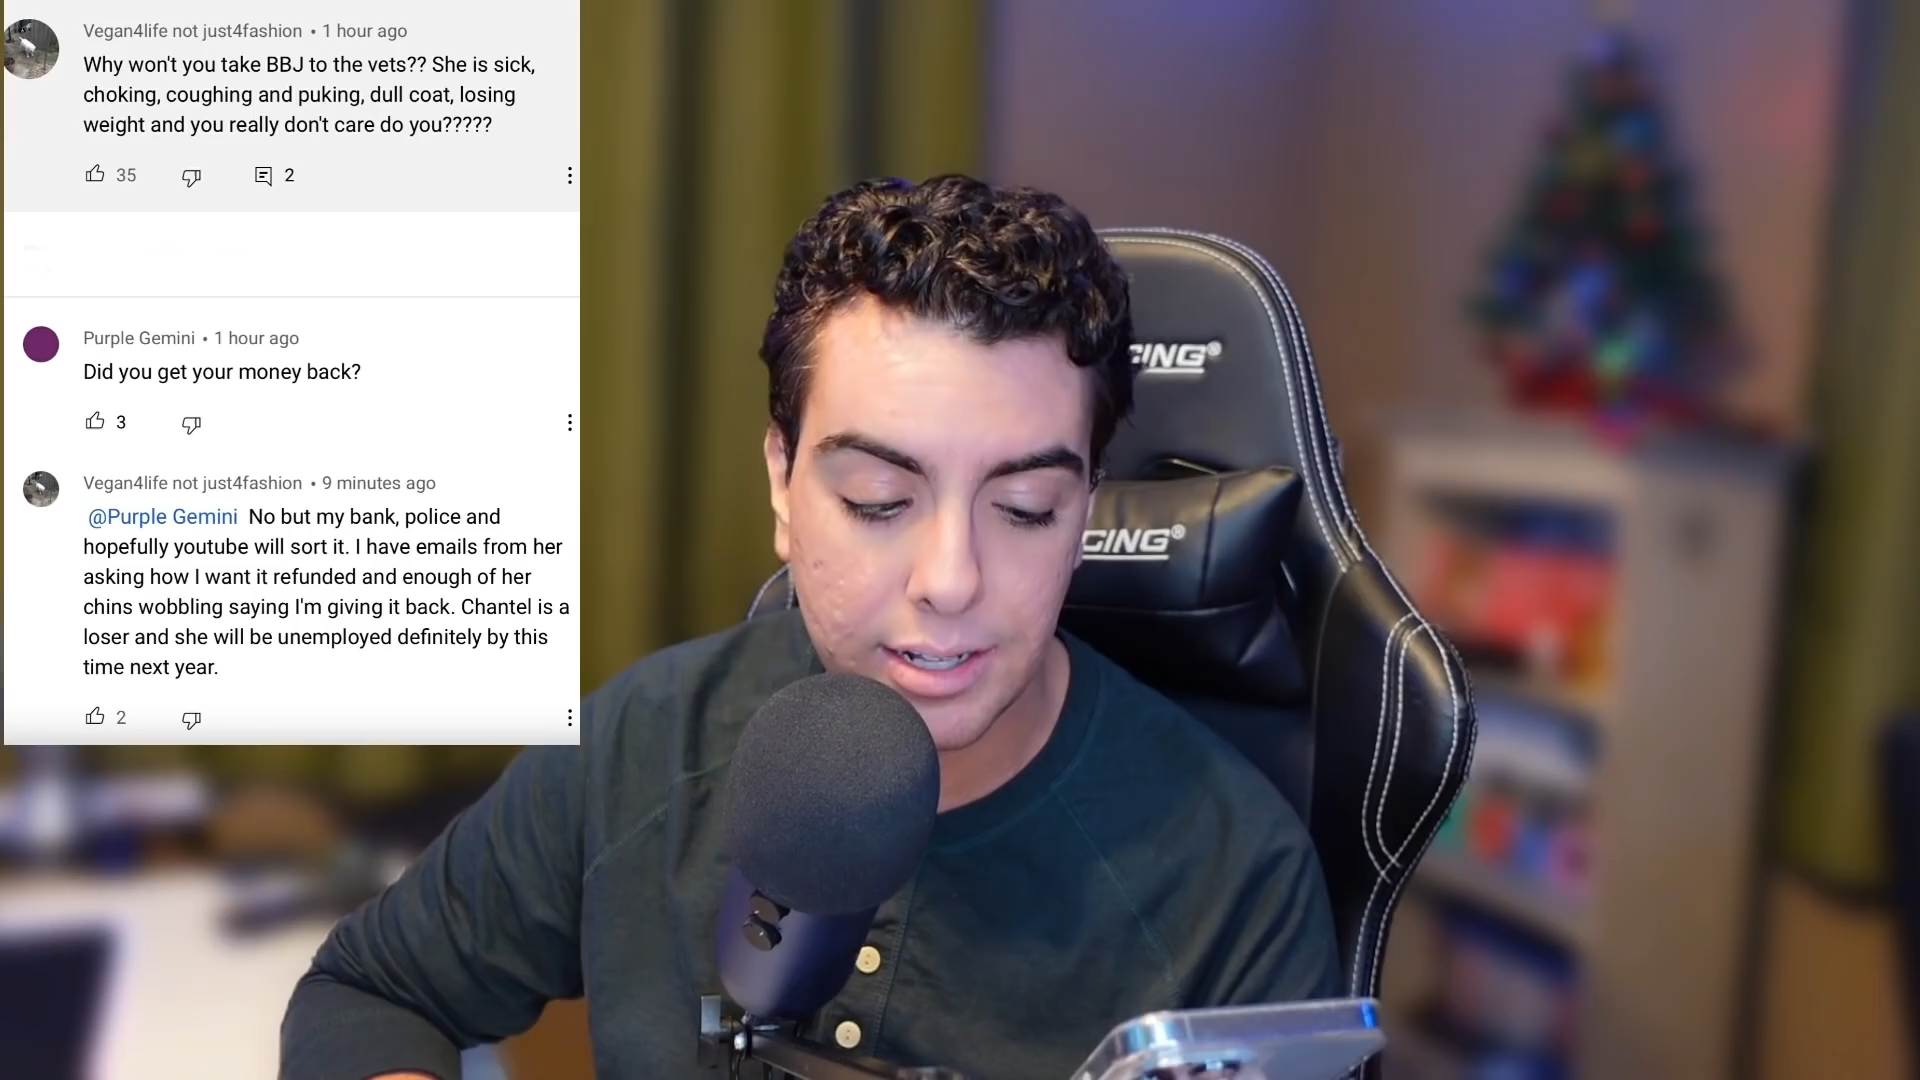 Vegan4life not just4fashion • 1 hour ago
Why won't you take BBJ to the vets?? She is sick,
choking, coughing and puking, dull coat, losing
weight and you really don't care do you?????
35 2
Purple Gemini • 1 hour ago
Did you get your money back?
3
Vegan4life not just4fashion • 9 minutes ago
@Purple Gemini No but my bank, police and
hopefully youtube will sort it. I have emails from her
asking how I want it refunded and enough of her
chins wobbling saying I'm giving it back. Chantel is a
loser and she will be unemployed definitely by this
time next year.
2
CING®
CING®